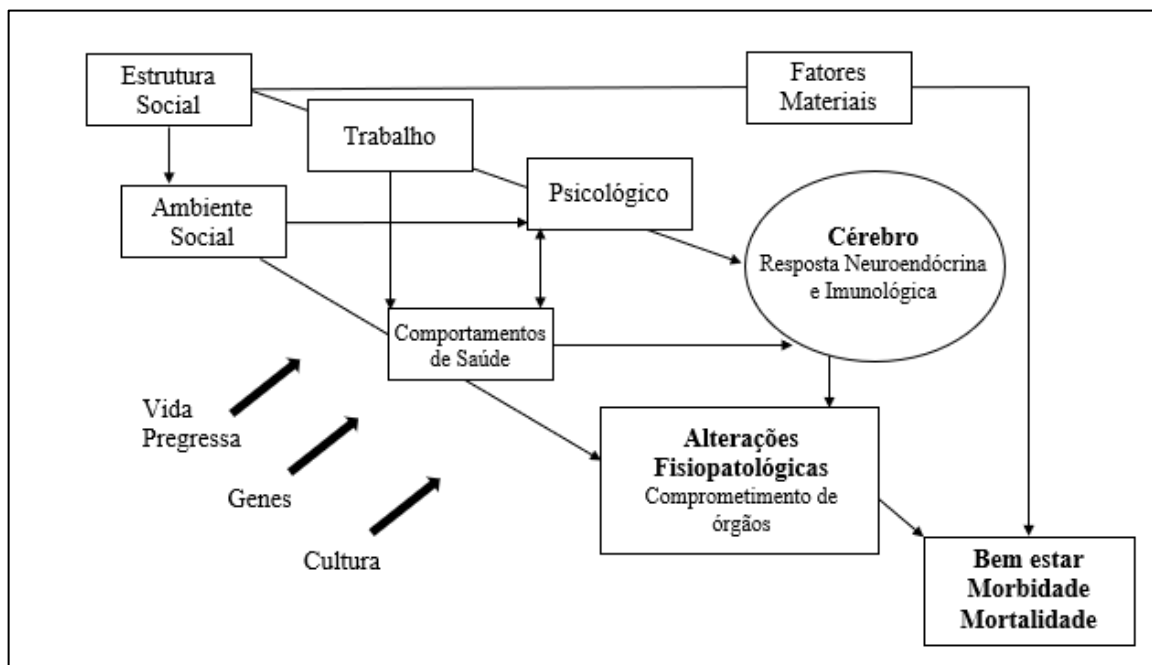 Estrutura
Social
Fatores
Materiais
Trabalho
Psicológico
Ambiente
Social
Cérebro
Resposta Neuroendócrina
e Imunológica
Comportamentos
de Saúde
Vida
Pregressa
Genes
Cultura
Alterações
Fisiopatológicas
Comprometimento de
órgãos
Bem estar
Morbidade
Mortalidade